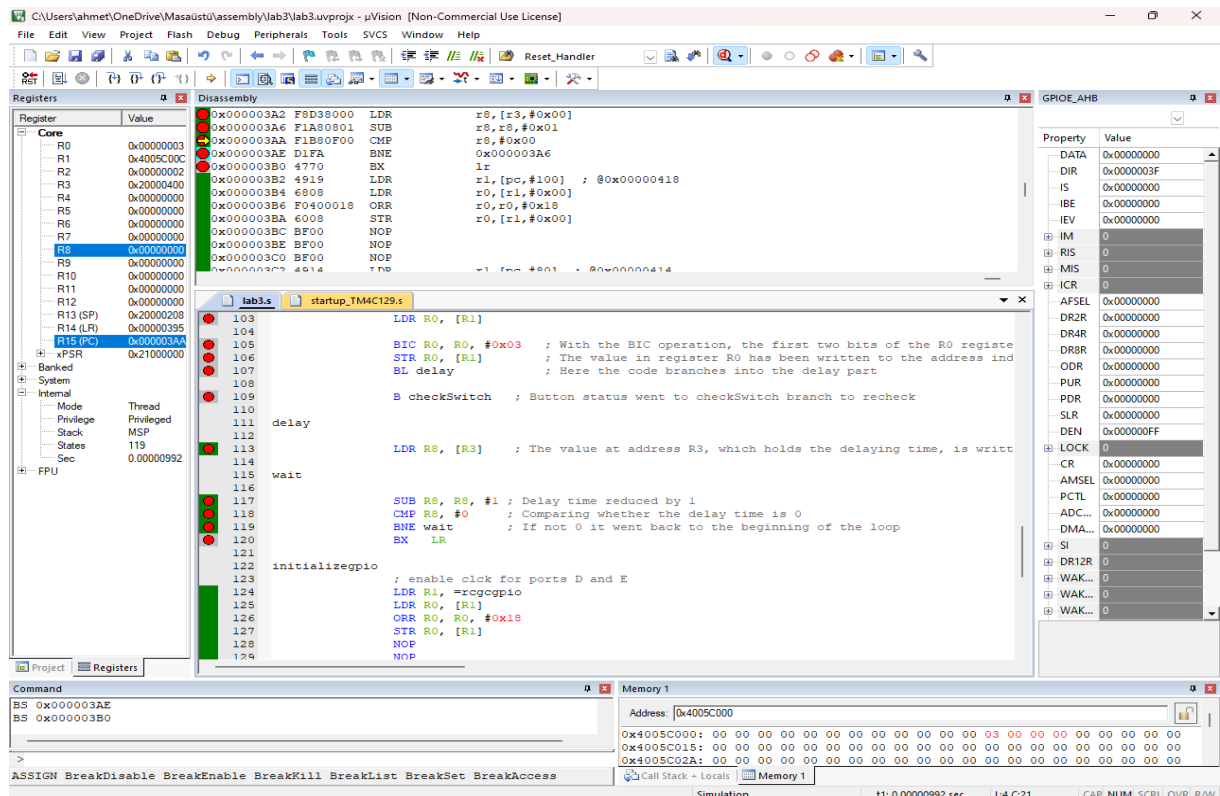 C:\Users\ahmet\OneDrive\Masaüstü\assembly\lab3\lab3.uvprojx - µVision [Non-Commercial Use License]
File Edit View Project Flash Debug Peripherals Tools SVCS Window Help
Reset_Handler
RST
Registers
Register Value
Core
R0 0x00000003
R1 0x4005C00C
R2 0x00000002
R3 0x20000400
R4 0x00000000
R5 0x00000000
R6 0x00000000
R7 0x00000000
R8 0x00000000
R9 0x00000000
R10 0x00000000
R11 0x00000000
R12 0x00000000
R13 (SP) 0x20000208
R14 (LR) 0x00000395
R15 (PC) 0x000003AA
xPSR 0x21000000
Banked
System
Internal
Mode Thread
Privilege Privileged
Stack MSP
States 119
Sec 0.00000992
FPU
Project Registers
Disassembly
0x000003A2 F8D38000 LDR r8,[r3,#0x00]
0x000003A6 F1A80801 SUB r8,r8,#0x01
0x000003AA F1B80F00 CMP r8,#0x00
0x000003AE D1FA BNE 0x000003A6
0x000003B0 4770 BX lr
0x000003B2 4919 LDR r1,[pc,#100] ; @0x00000418
0x000003B4 6808 LDR r0,[r1,#0x00]
0x000003B6 F0400018 ORR r0,r0,#0x18
0x000003BA 6008 STR r0,[r1,#0x00]
0x000003BC BF00 NOP
0x000003BE BF00 NOP
0x000003C0 BF00 NOP
0x000003C2 4914 LDR r1,[pc,#80] ; @0x00000414
lab3.s startup_TM4C129.s
103 LDR R0, [R1]
104
105 BIC R0, R0, #0x03 ; With the BIC operation, the first two bits of the R0 registe
106 STR R0, [R1] ; The value in register R0 has been written to the address ind
107 BL delay ; Here the code branches into the delay part
108
109 B checkSwitch ; Button status went to checkSwitch branch to recheck
110
111 delay
112
113 LDR R8, [R3] ; The value at address R3, which holds the delaying time, is writt
114
115 wait
116
117 SUB R8, R8, #1 ; Delay time reduced by 1
118 CMP R8, #0 ; Comparing whether the delay time is 0
119 BNE wait ; If not 0 it went back to the beginning of the loop
120 BX LR
121
122 initializegpio
123 ; enable clck for ports D and E
124 LDR R1, =rcgcgpio
125 LDR R0, [R1]
126 ORR R0, R0, #0x18
127 STR R0, [R1]
128 NOP
129 NOP
GPIOE_AHB
Property Value
DATA 0x00000000
DIR 0x0000003F
IS 0x00000000
IBE 0x00000000
IEV 0x00000000
IM 0
RIS 0
MIS 0
ICR 0
AFSEL 0x00000000
DR2R 0x00000000
DR4R 0x00000000
DR8R 0x00000000
ODR 0x00000000
PUR 0x00000000
PDR 0x00000000
SLR 0x00000000
DEN 0x000000FF
LOCK 0
CR 0x00000000
AMSEL 0x00000000
PCTL 0x00000000
ADC... 0x00000000
DMA... 0x00000000
SI 0
DR12R 0
WAK... 0
WAK... 0
WAK... 0
Command
BS 0x000003AE
BS 0x000003B0
>
ASSIGN BreakDisable BreakEnable BreakKill BreakList BreakSet BreakAccess
Memory 1
Address: 0x4005C000
0x4005C000: 00 00 00 00 00 00 00 00 00 00 00 00 03 00 00 00 00 00 00 00 00
0x4005C015: 00 00 00 00 00 00 00 00 00 00 00 00 00 00 00 00 00 00 00 00 00
0x4005C02A: 00 00 00 00 00 00 00 00 00 00 00 00 00 00 00 00 00 00 00 00 00
Call Stack + Locals Memory 1
Simulation t1: 0.00000992 sec L:4 C:21 CAP NUM SCRL OVR R/W